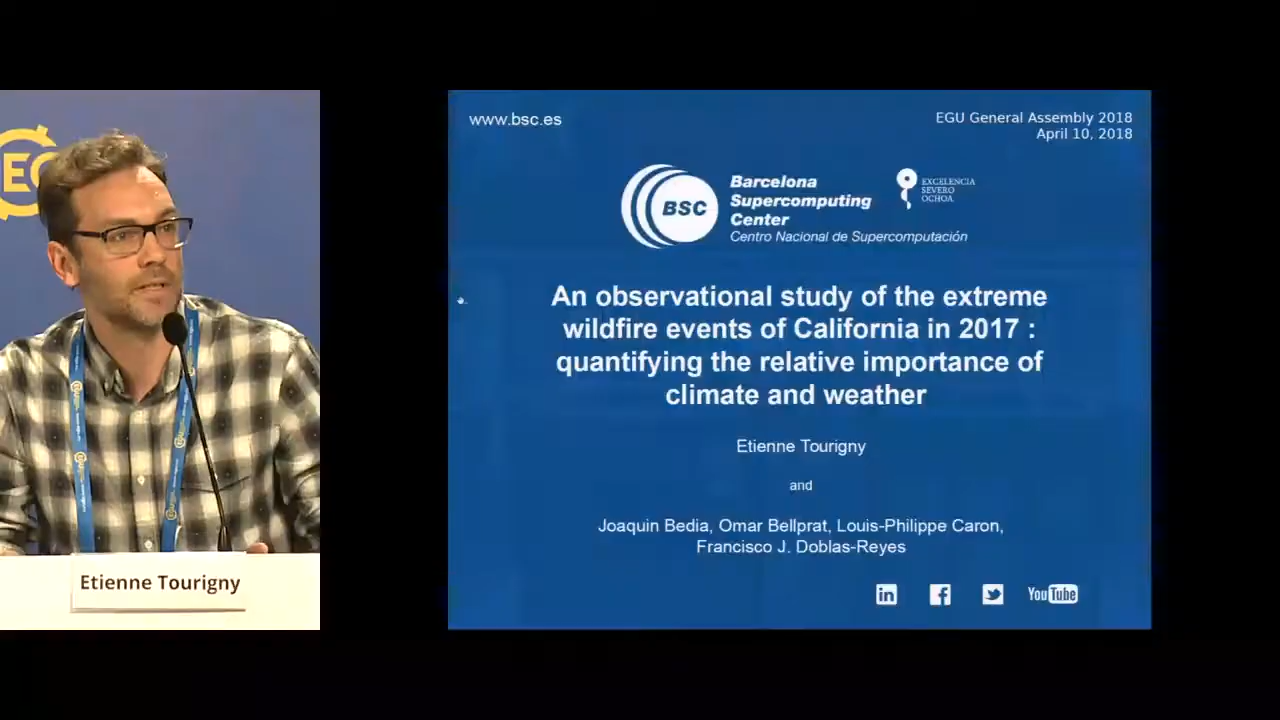 EG
Etienne Tourigny
www.bsc.es
EGU General Assembly 2018
April 10, 2018
BSC
Barcelona
Supercomputing
Center
Centro Nacional de Supercomputación
EXCELENCIA
SEVERO
OCHOA
An observational study of the extreme
wildfire events of California in 2017 :
quantifying the relative importance of
climate and weather
Etienne Tourigny
and
Joaquin Bedia, Omar Bellprat, Louis-Philippe Caron,
Francisco J. Doblas-Reyes
in
f
YouTube